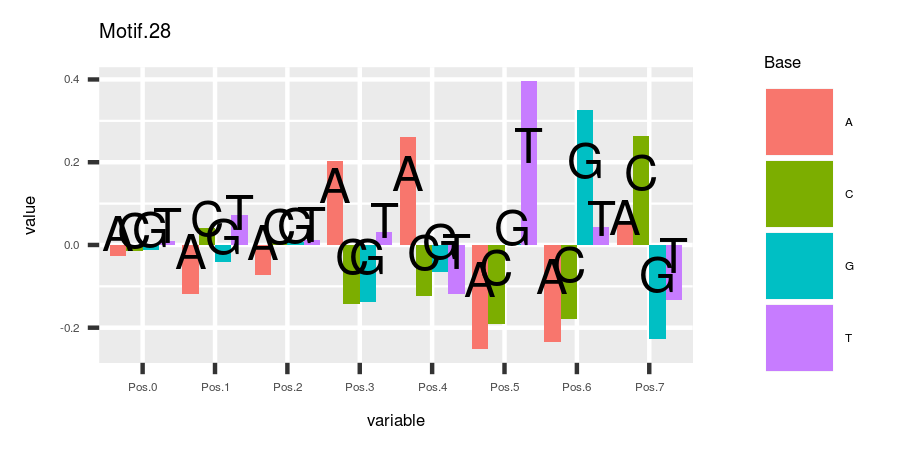 Motif.28
value
0.4
0.2
0.0
-0.2
A C G T A C G T A C G T A C G T A C G T A C G T A C G T A C G T
Pos.0 Pos.1 Pos.2 Pos.3 Pos.4 Pos.5 Pos.6 Pos.7
variable
Base
A
C
G
T